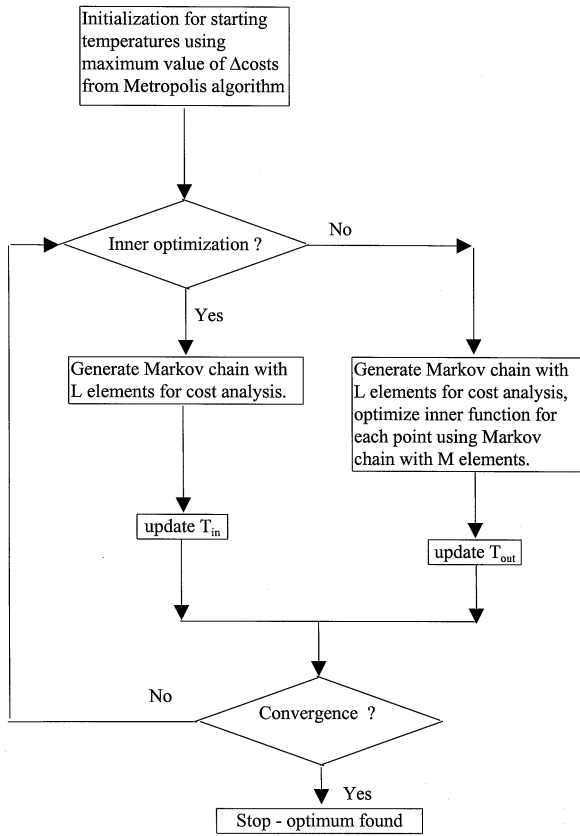 Initialization for starting
temperatures using
maximum value of Δcosts
from Metropolis algorithm
Inner optimization ?
No
Yes
Generate Markov chain with
L elements for cost analysis.
Generate Markov chain with
L elements for cost analysis,
optimize inner function for
each point using Markov
chain with M elements.
update Tin
update Tout
No
Convergence ?
Yes
Stop - optimum found